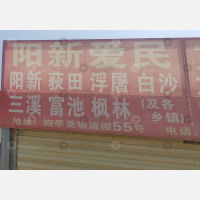 阳新爱民
阳新 荻田 浮屠 白沙
三溪 富池 枫林 (及各乡镇)
地址: 四季美物流园55号 电话: